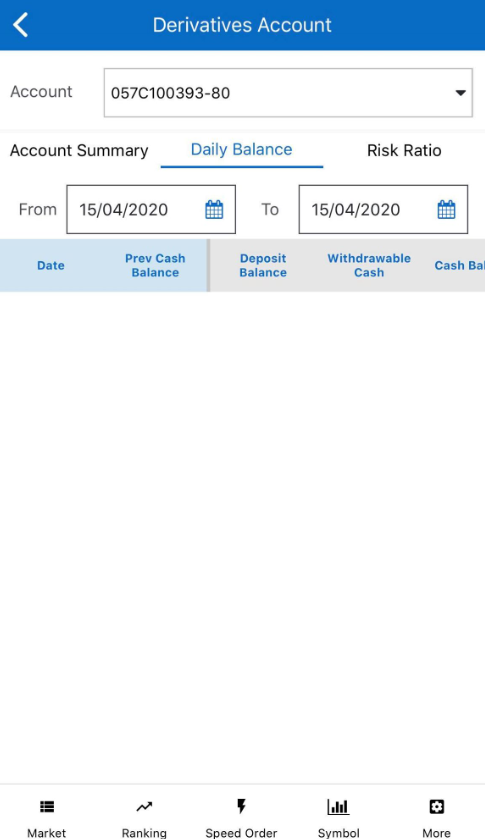 Derivatives Account
Account 057C100393-80
Account Summary Daily Balance Risk Ratio
From 15/04/2020 To 15/04/2020
Date Prev Cash Balance Deposit Balance Withdrawable Cash Cash Bal
Market Ranking Speed Order Symbol More